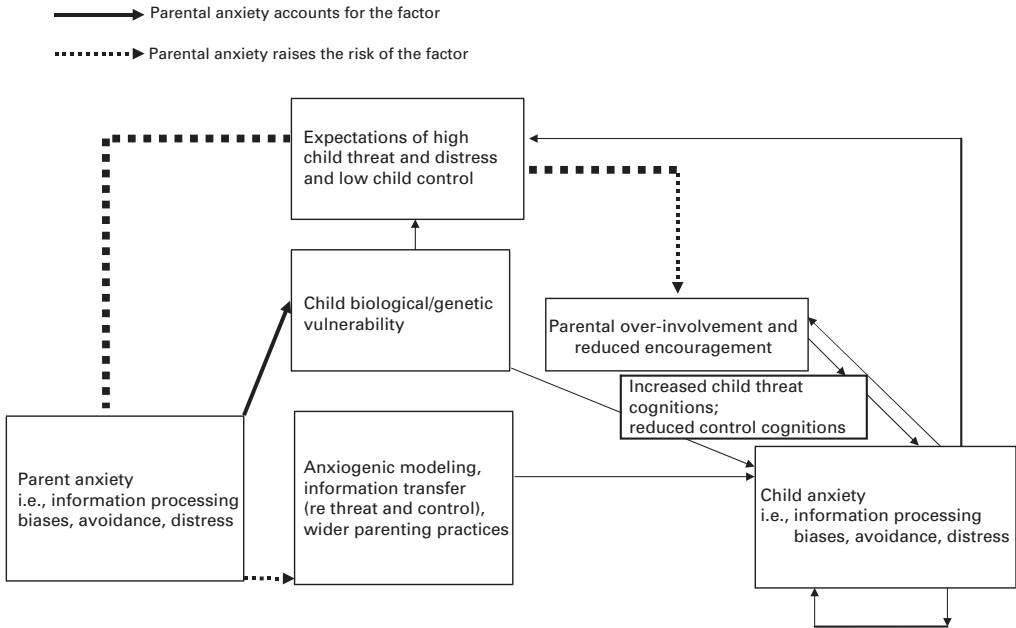 Parental anxiety accounts for the factor
Parental anxiety raises the risk of the factor
Expectations of high
child threat and distress
and low child control
Child biological/genetic
vulnerability
Parental over-involvement and
reduced encouragement
Increased child threat
cognitions;
reduced control cognitions
Parent anxiety
i.e., information processing
biases, avoidance, distress
Anxiogenic modeling,
information transfer
(re threat and control),
wider parenting practices
Child anxiety
i.e., information processing
biases, avoidance, distress